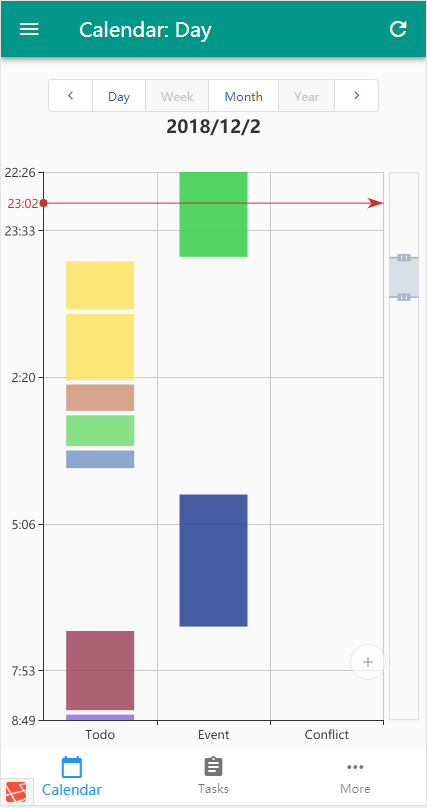 Calendar: Day
Day Week Month Year
2018/12/2
22:26
23:02
23:33
2:20
5:06
7:53
8:49
Todo Event Conflict
Calendar Tasks More